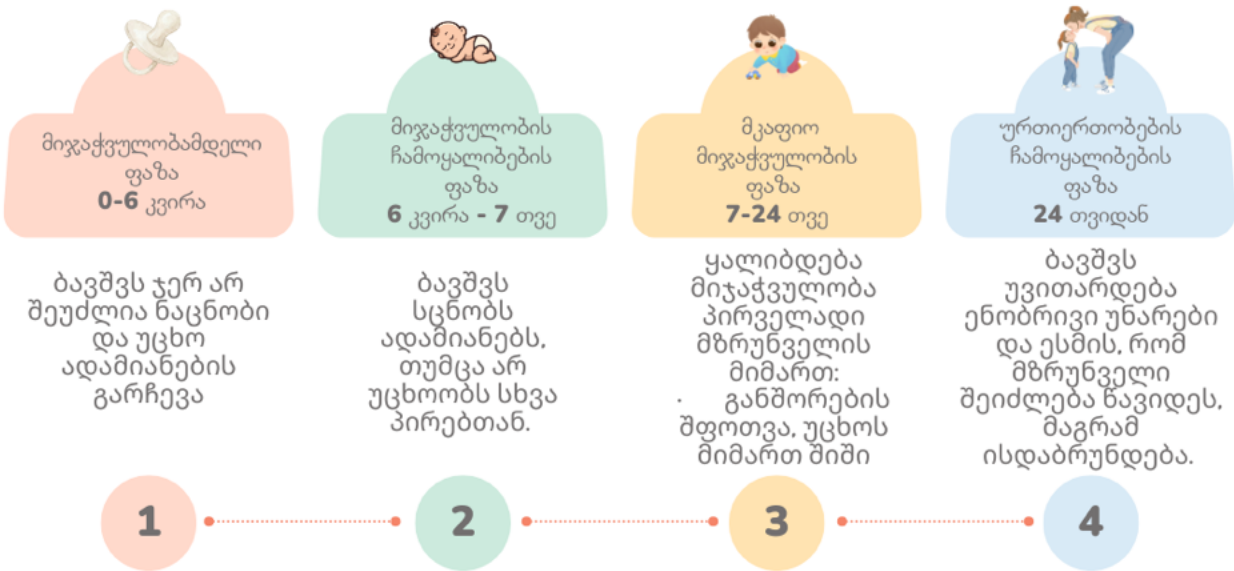 მიჯაჭვულობამდელი
ფაზა
0-6 კვირა
ბავშვს ჯერ არ
შეუძლია ნაცნობი
და უცხო
ადამიანების
გარჩევა
1
მიჯაჭვულობის
ჩამოყალიბების
ფაზა
6 კვირა - 7 თვე
ბავშვს
სცნობს
ადამიანებს,
თუმცა არ
უცხოობს სხვა
პირებთან.
2
მკაფიო
მიჯაჭვულობის
ფაზა
7-24 თვე
ყალიბდება
მიჯაჭვულობა
პირველადი
მზრუნველის
მიმართ:
· განშორების
შფოთვა, უცხოს
მიმართ შიში
3
ურთიერთობების
ჩამოყალიბების
ფაზა
24 თვიდან
ბავშვს
უვითარდება
ენობრივი უნარები
და ესმის, რომ
მზრუნველი
შეიძლება წავიდეს,
მაგრამ
ისდაბრუნდება.
4